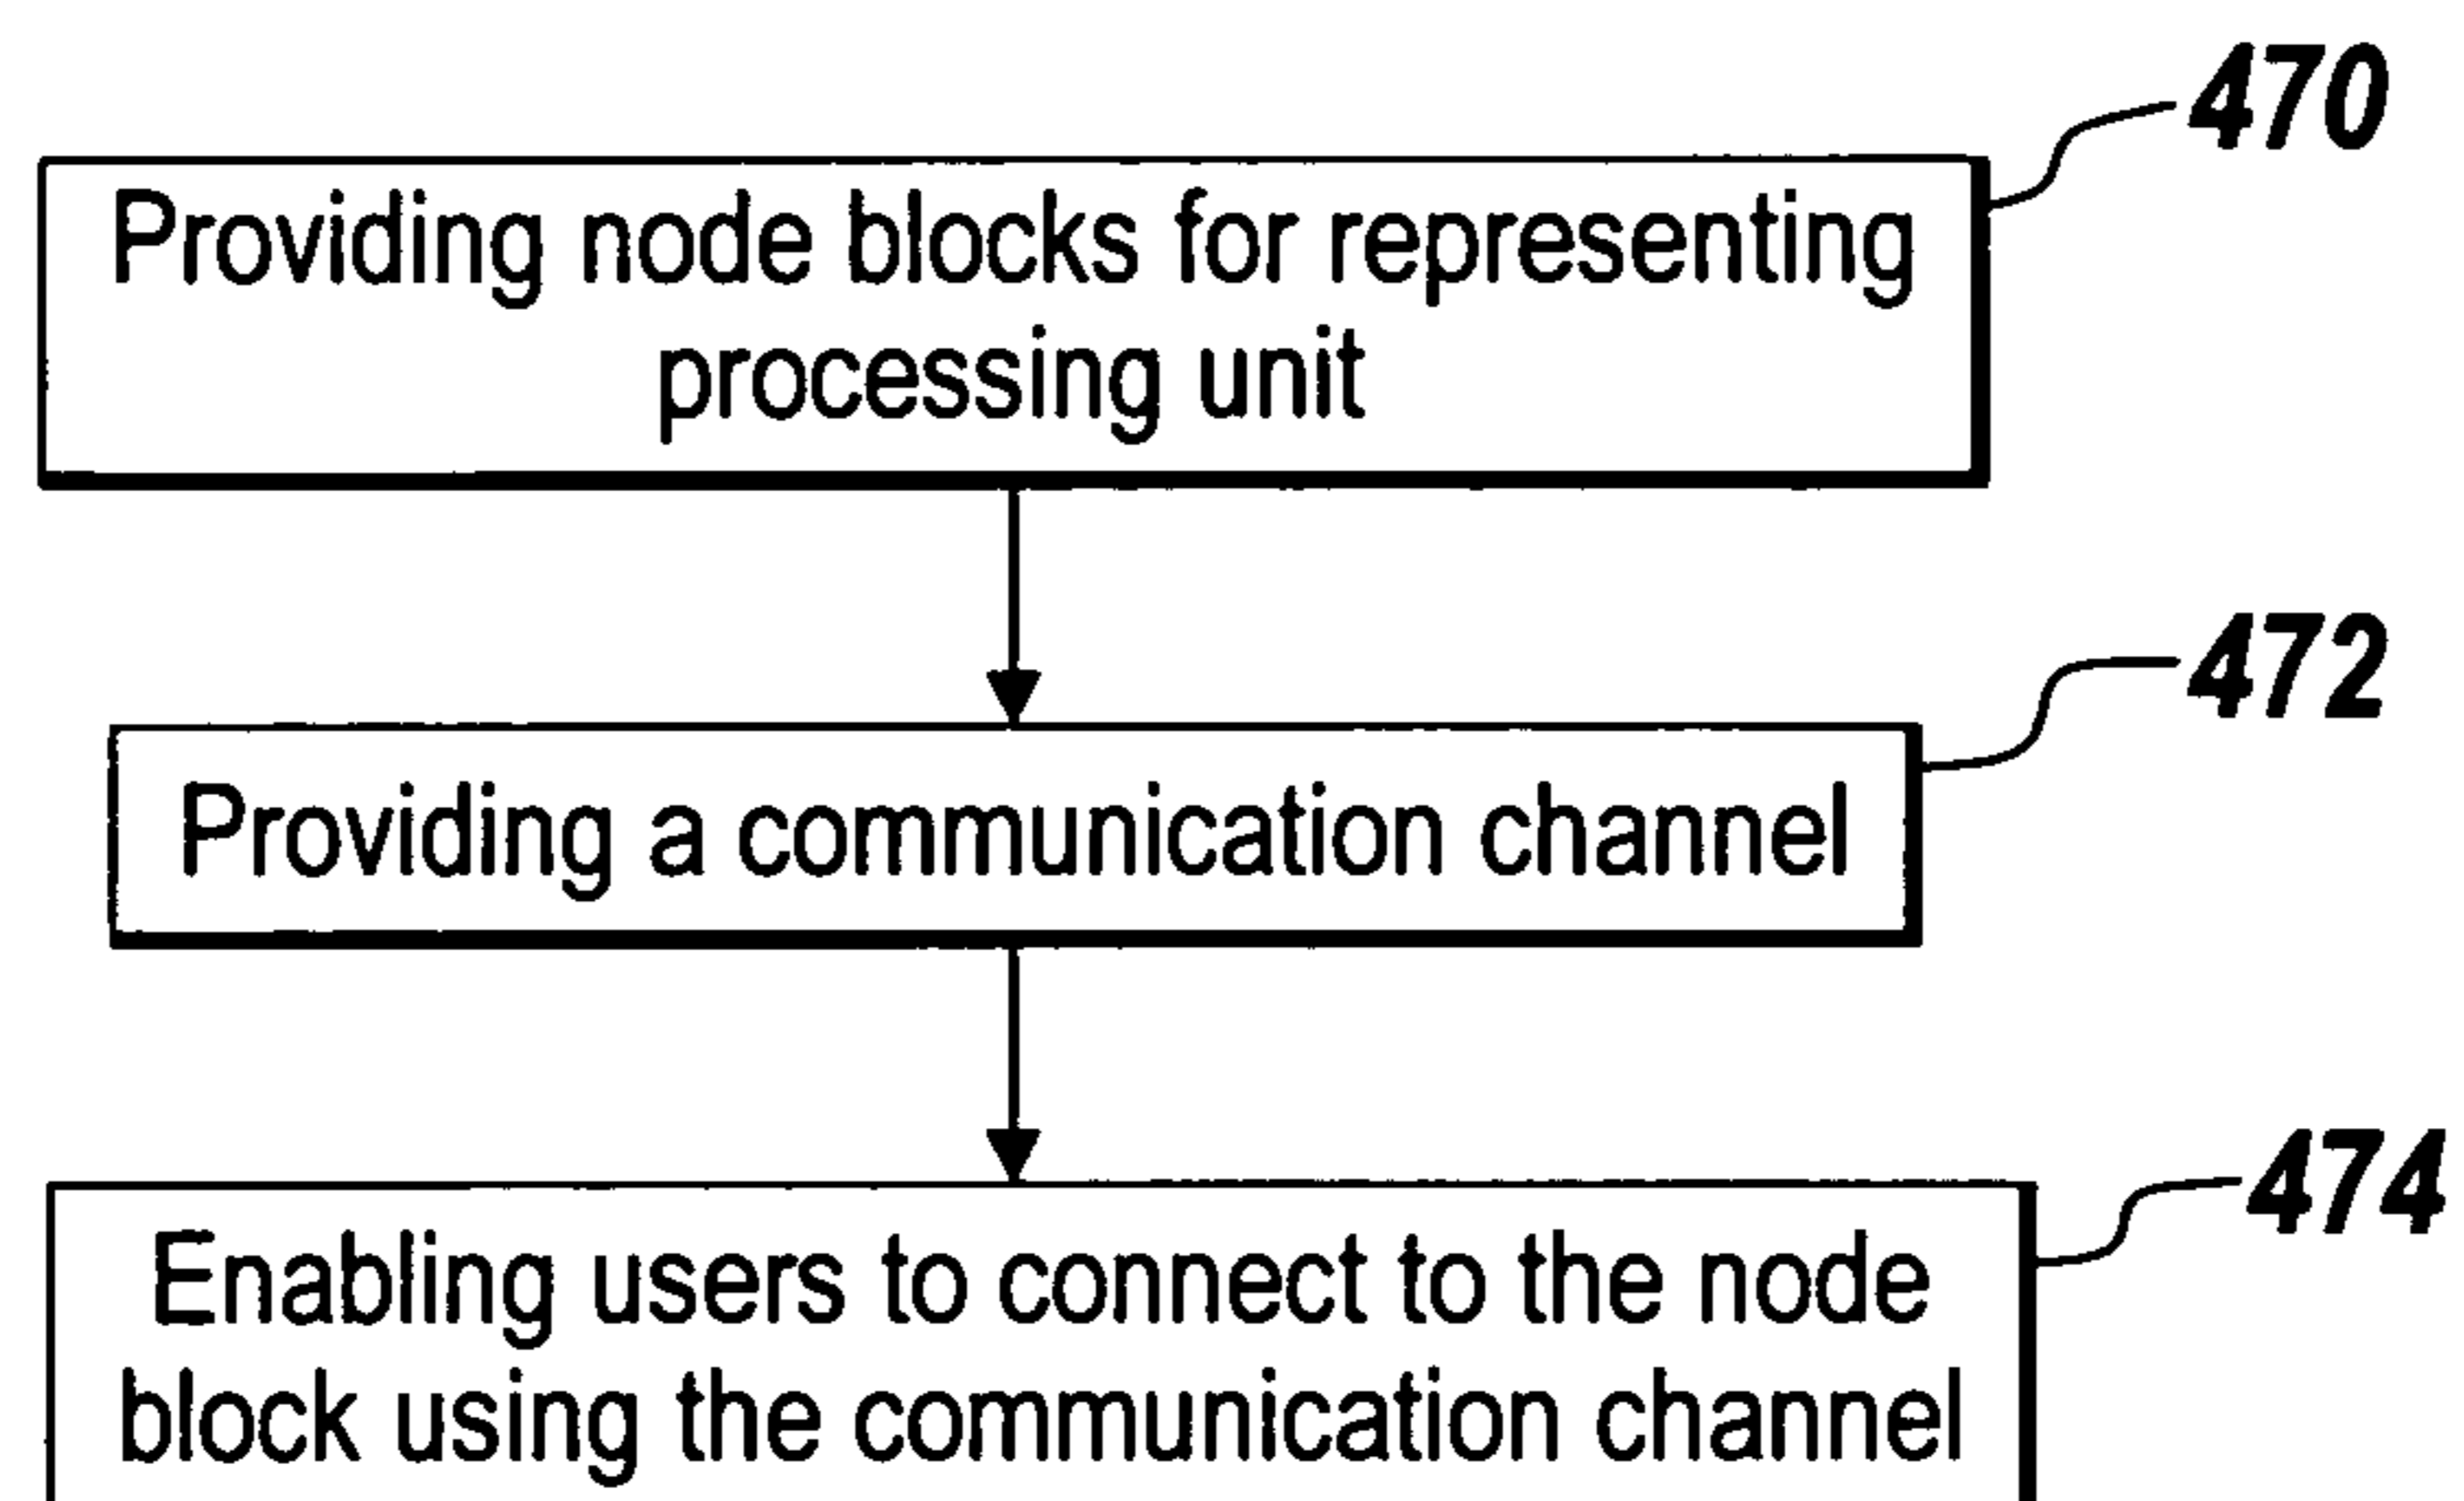 470
Providing node blocks for representing
processing unit
472
Providing a communication channel
474
Enabling users to connect to the node
block using the communication channel